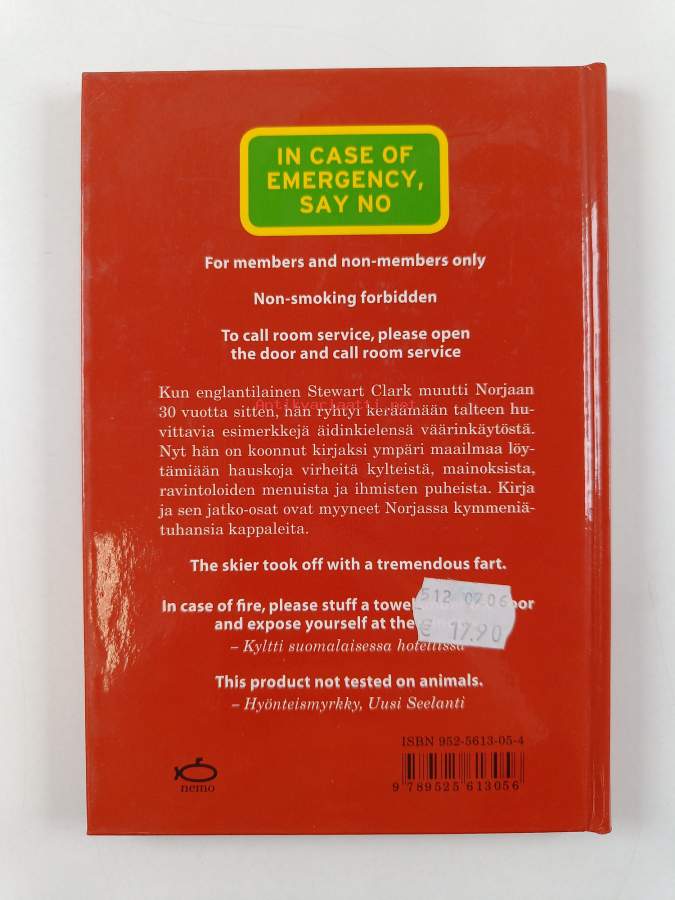 IN CASE OF
EMERGENCY,
SAY NO
For members and non-members only
Non-smoking forbidden
To call room service, please open
the door and call room service
Kun englantilainen Stewart Clark muutti Norjaan
Antikvariaatti.net
30 vuotta sitten, hän ryhtyi keräämään talteen hu-
vittavia esimerkkejä äidinkielensä väärinkäytöstä.
Nyt hän on koonnut kirjaksi ympäri maailmaa löy-
tämiään hauskoja virheitä kylteistä, mainoksista,
ravintoloiden menuista ja ihmisten puheista. Kirja
ja sen jatko-osat ovat myyneet Norjassa kymmeniä-
tuhansia kappaleita.
The skier took off with a tremendous fart.
In case of fire, please stuff a towel
and expose yourself at the
512 0206
€ 17.90
– Kyltti suomalaisessa hotellissa
This product not tested on animals.
– Hyönteismyrkky, Uusi Seelanti
ISBN 952-5613-05-4
9 789525 613056
nemo